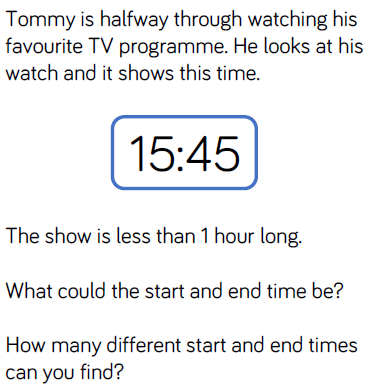 Tommy is halfway through watching his
favourite TV programme. He looks at his
watch and it shows this time.
15:45
The show is less than 1 hour long.
What could the start and end time be?
How many different start and end times
can you find?